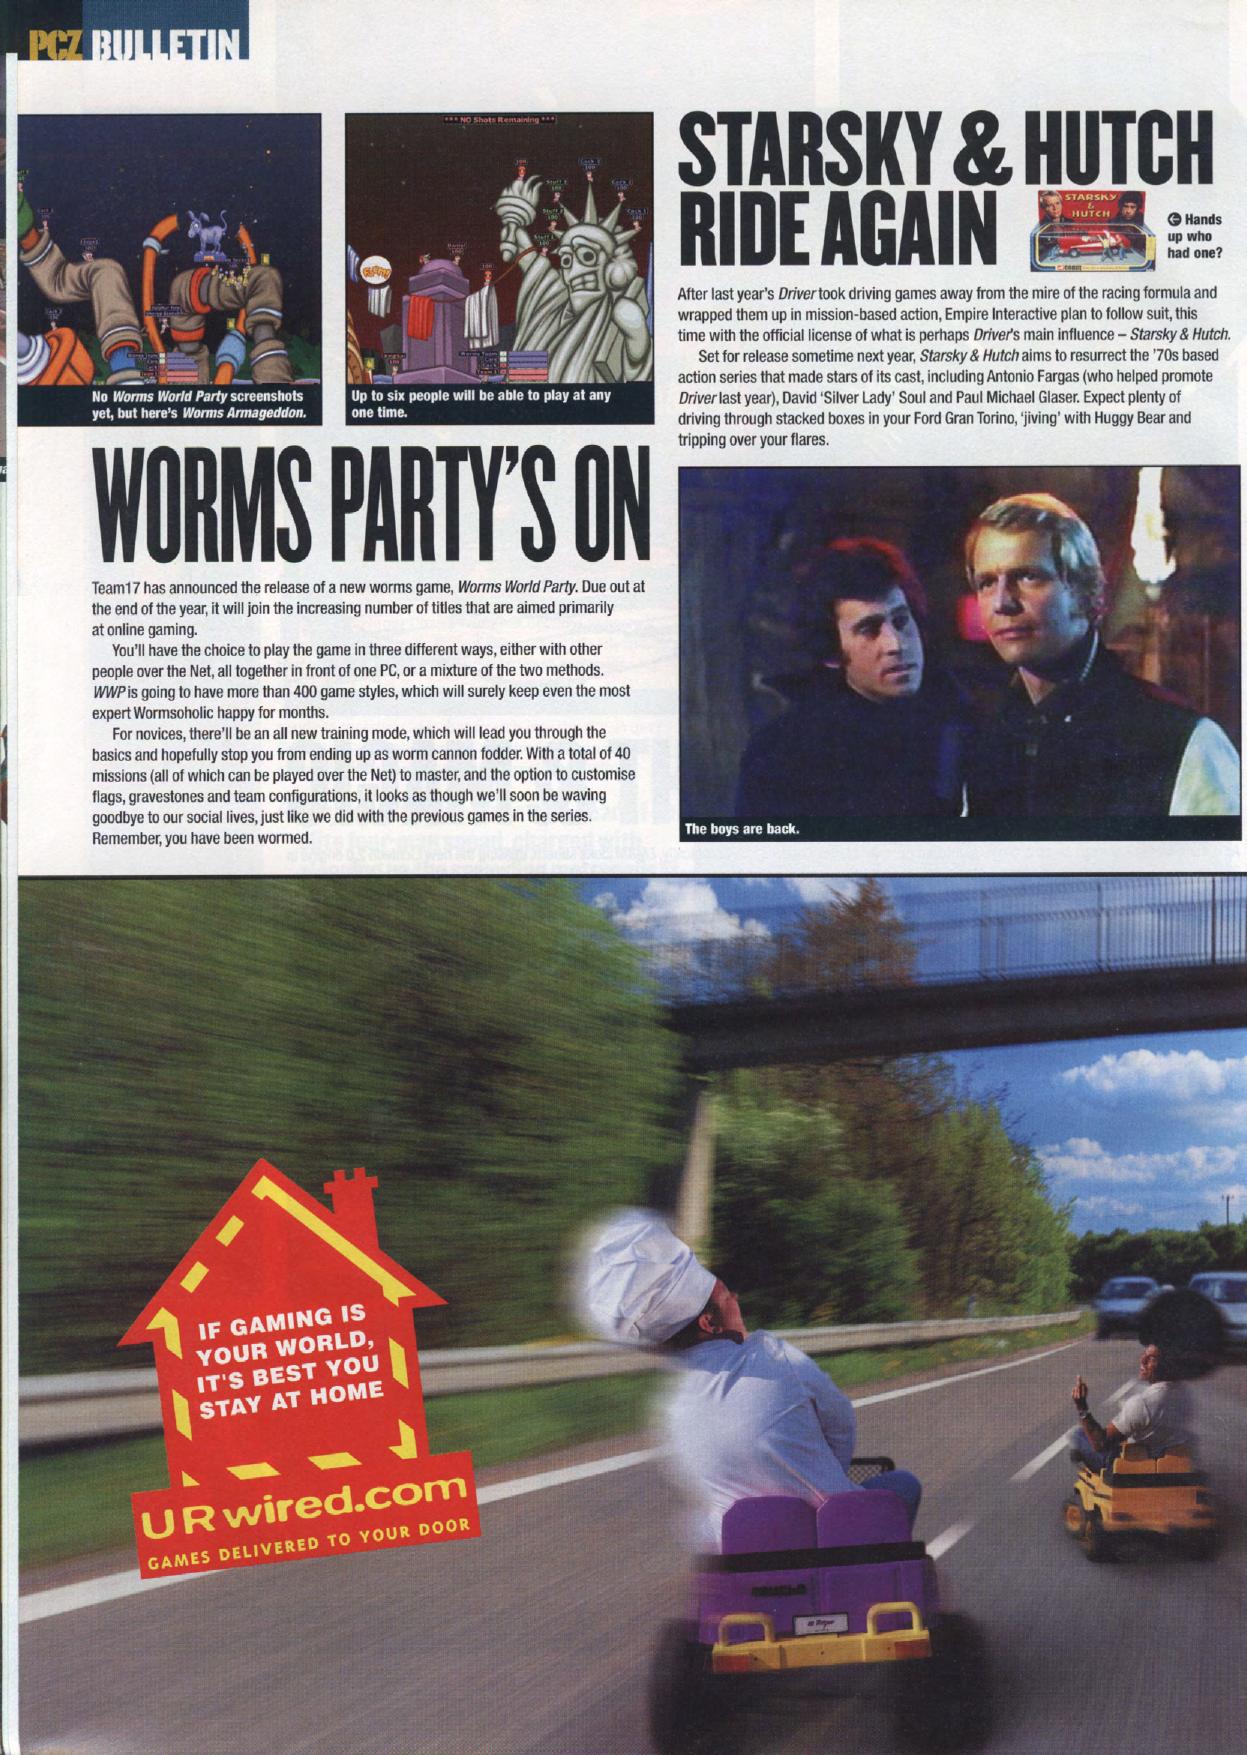 PCZ BULLETIN
*** NO Shots Remaining ***
No Worms World Party screenshots
yet, but here's Worms Armageddon.
Up to six people will be able to play at any
one time.
WORMS PARTY'S ON
Team17 has announced the release of a new worms game, Worms World Party. Due out at
the end of the year, it will join the increasing number of titles that are aimed primarily
at online gaming.
You'll have the choice to play the game in three different ways, either with other
people over the Net, all together in front of one PC, or a mixture of the two methods.
WWP is going to have more than 400 game styles, which will surely keep even the most
expert Wormsoholic happy for months.
For novices, there'll be an all new training mode, which will lead you through the
basics and hopefully stop you from ending up as worm cannon fodder. With a total of 40
missions (all of which can be played over the Net) to master, and the option to customise
flags, gravestones and team configurations, it looks as though we'll soon be waving
goodbye to our social lives, just like we did with the previous games in the series.
Remember, you have been wormed.
STARSKY & HUTCH
RIDE AGAIN
STARSKY
&
HUTCH
CORGI
Hands
up who
had one?
After last year's Driver took driving games away from the mire of the racing formula and
wrapped them up in mission-based action, Empire Interactive plan to follow suit, this
time with the official license of what is perhaps Driver's main influence – Starsky & Hutch.
Set for release sometime next year, Starsky & Hutch aims to resurrect the '70s based
action series that made stars of its cast, including Antonio Fargas (who helped promote
Driver last year), David 'Silver Lady' Soul and Paul Michael Glaser. Expect plenty of
driving through stacked boxes in your Ford Gran Torino, 'jiving' with Huggy Bear and
tripping over your flares.
The boys are back.
IF GAMING IS
YOUR WORLD,
IT'S BEST YOU
STAY AT HOME
URwired.com
GAMES DELIVERED TO YOUR DOOR